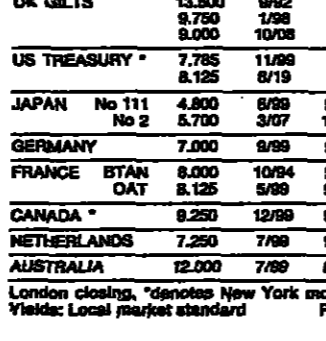 UK GILTS 13.500 9/92
9.750 1/98
9.000 10/08
US TREASURY * 7.785 11/99
8.125 8/19
JAPAN No 111 4.800 6/99
No 2 5.700 3/07
GERMANY 7.000 9/99
FRANCE BTAN 8.000 10/94
OAT 8.125 5/99
CANADA * 9.250 12/99
NETHERLANDS 7.250 7/99
AUSTRALIA 12.000 7/99
London closing, *denotes New York
Yields: Local market standard